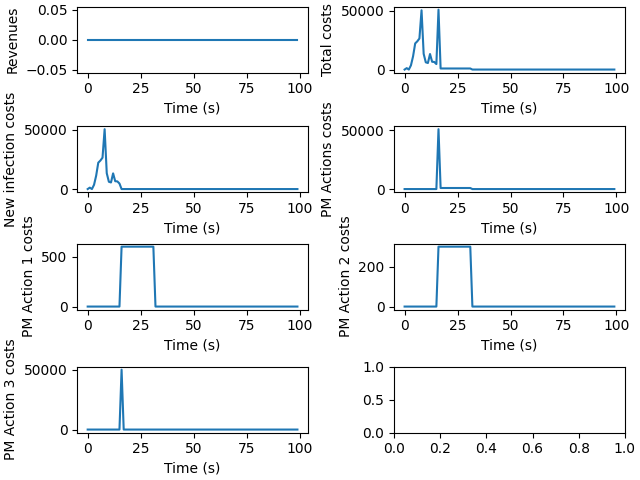 Revenues
0.05
0.00
−0.05
0 25 50 75 100
Time (s)
Total costs
50000
0
0 25 50 75 100
Time (s)
New infection costs
50000
0
0 25 50 75 100
Time (s)
PM Actions costs
50000
0
0 25 50 75 100
Time (s)
PM Action 1 costs
500
0
0 25 50 75 100
Time (s)
PM Action 2 costs
200
0
0 25 50 75 100
Time (s)
PM Action 3 costs
50000
0
0 25 50 75 100
Time (s)
1.0
0.5
0.0
0.0 0.2 0.4 0.6 0.8 1.0